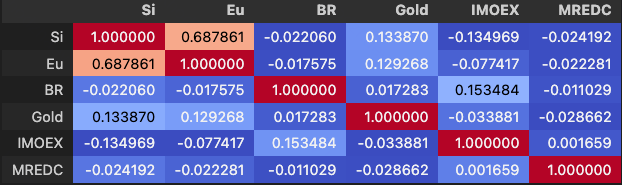 Si Eu BR Gold IMOEX MREDC
Si 1.000000 0.687861 -0.022060 0.133870 -0.134969 -0.024192
Eu 0.687861 1.000000 -0.017575 0.129268 -0.077417 -0.022281
BR -0.022060 -0.017575 1.000000 0.017283 0.153484 -0.011029
Gold 0.133870 0.129268 0.017283 1.000000 -0.033881 -0.028662
IMOEX -0.134969 -0.077417 0.153484 -0.033881 1.000000 0.001659
MREDC -0.024192 -0.022281 -0.011029 -0.028662 0.001659 1.000000